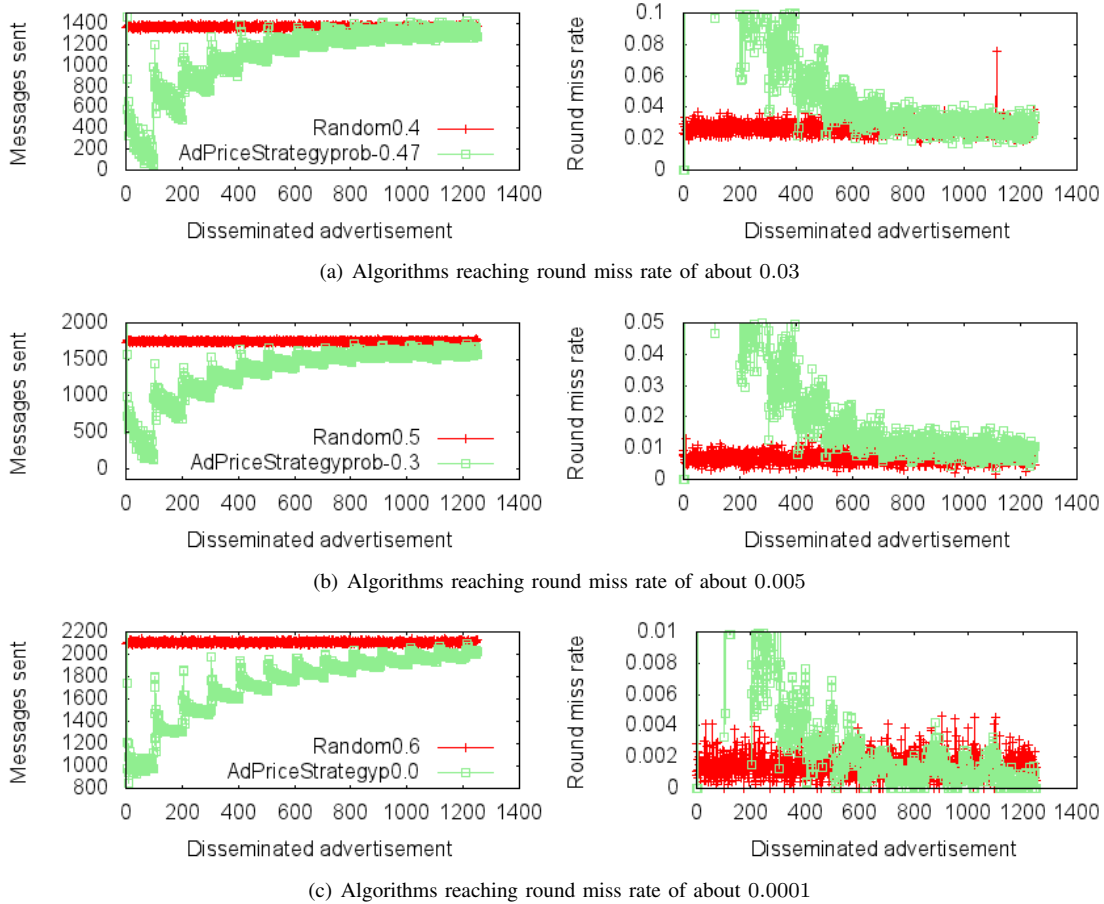 Messages sent
1400
1200
1000
800
600
400
200
0
Random0.4
AdPriceStrategyprob-0.47
0 200 400 600 800 1000 1200 1400
Disseminated advertisement
Round miss rate
0.1
0.08
0.06
0.04
0.02
0
0 200 400 600 800 1000 1200 1400
Disseminated advertisement
(a) Algorithms reaching round miss rate of about 0.03
Messages sent
2000
1500
1000
500
0
Random0.5
AdPriceStrategyprob-0.3
0 200 400 600 800 1000 1200 1400
Disseminated advertisement
Round miss rate
0.05
0.04
0.03
0.02
0.01
0
0 200 400 600 800 1000 1200 1400
Disseminated advertisement
(b) Algorithms reaching round miss rate of about 0.005
Messages sent
2200
2000
1800
1600
1400
1200
1000
800
Random0.6
AdPriceStrategyp0.0
0 200 400 600 800 1000 1200 1400
Disseminated advertisement
Round miss rate
0.01
0.008
0.006
0.004
0.002
0
0 200 400 600 800 1000 1200 1400
Disseminated advertisement
(c) Algorithms reaching round miss rate of about 0.0001